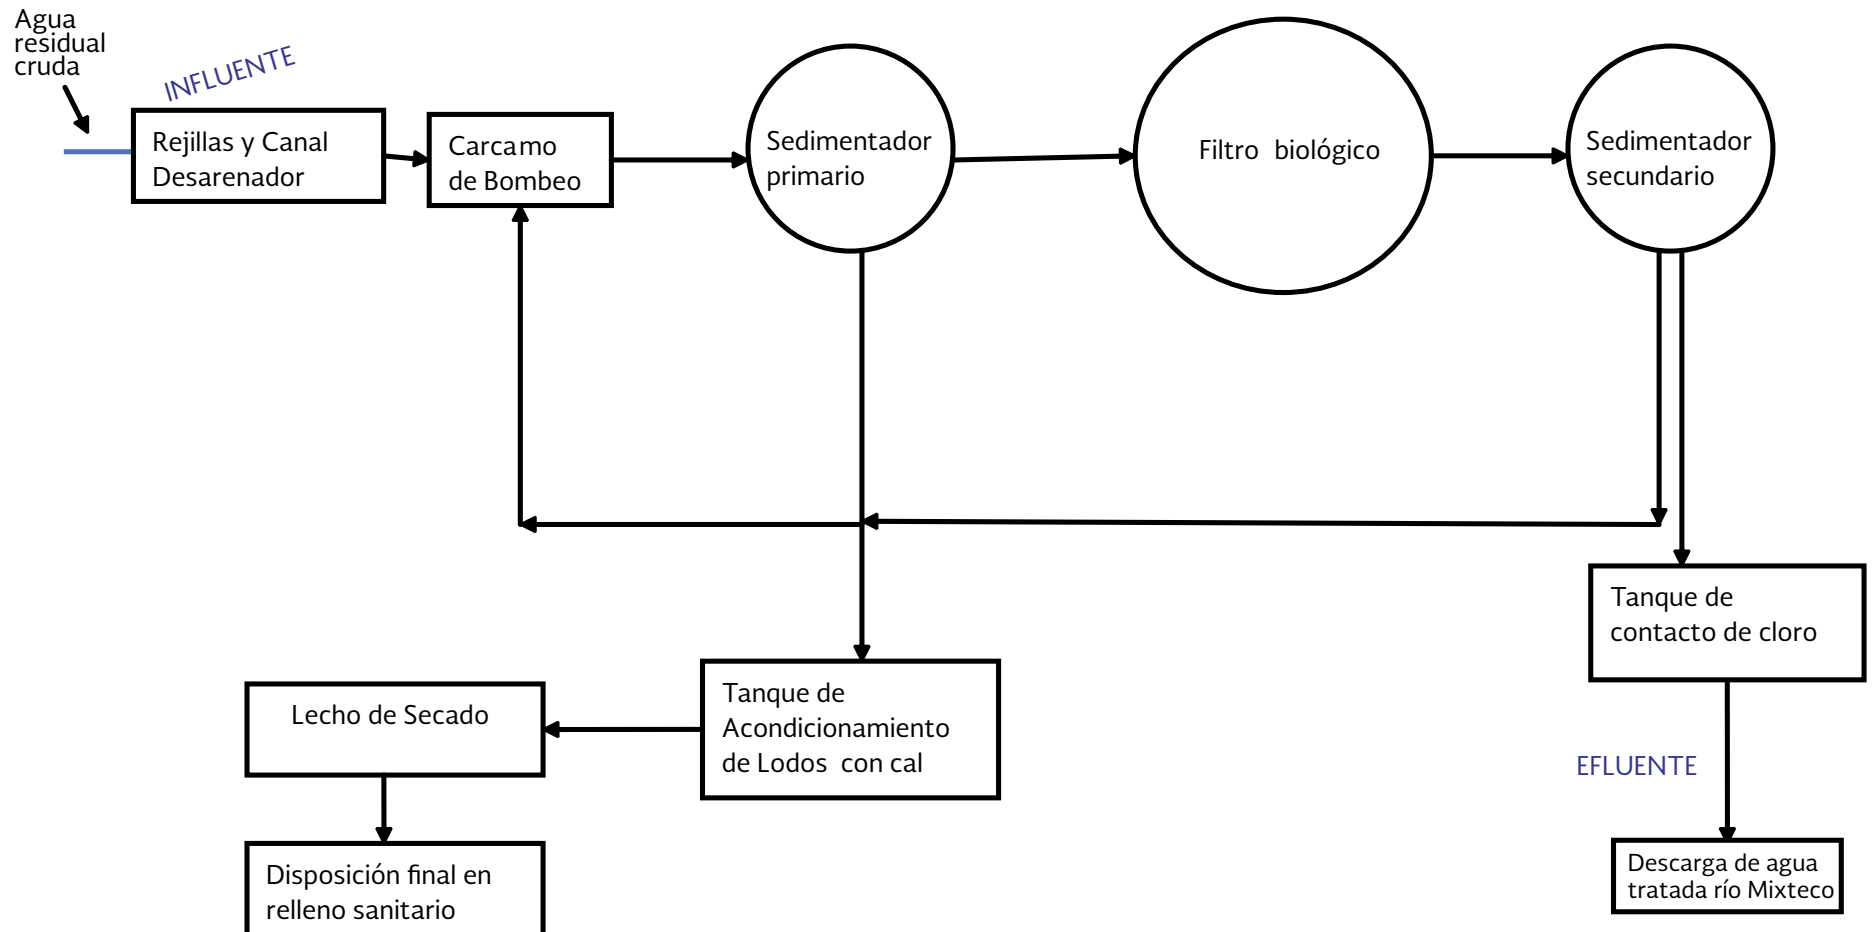 Agua
residual
cruda
INFLUENTE
Rejillas y Canal
Desarenador
Carcamo
de Bombeo
Sedimentador
primario
Filtro biológico
Sedimentador
secundario
Tanque de
contacto de cloro
Tanque de
Acondicionamiento
de Lodos con cal
Lecho de Secado
EFLUENTE
Disposición final en
relleno sanitario
Descarga de agua
tratada río Mixteco